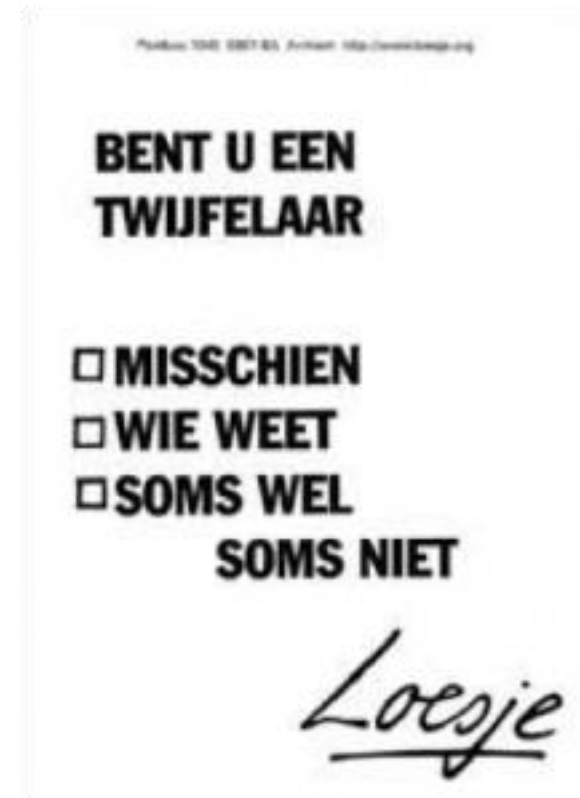 BENT U EEN
TWIJFELAAR
☐ MISSCHIEN
☐ WIE WEET
☐ SOMS WEL
SOMS NIET
Loesje